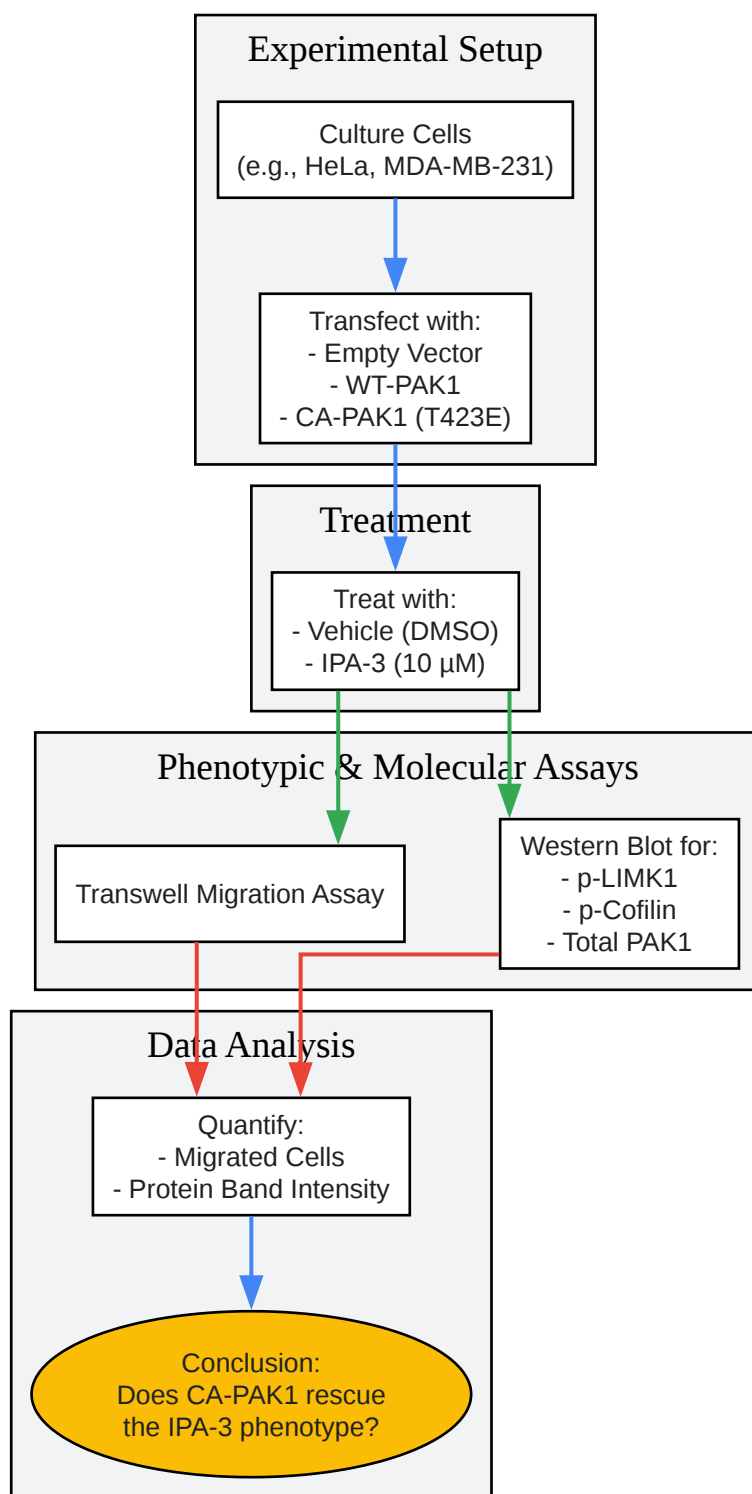 Experimental Setup
Culture Cells
(e.g., HeLa, MDA-MB-231)
Transfect with:
- Empty Vector
- WT-PAK1
- CA-PAK1 (T423E)
Treatment
Treat with:
- Vehicle (DMSO)
- IPA-3 (10 µM)
Phenotypic & Molecular Assays
Transwell Migration Assay
Western Blot for:
- p-LIMK1
- p-Cofilin
- Total PAK1
Data Analysis
Quantify:
- Migrated Cells
- Protein Band Intensity
Conclusion:
Does CA-PAK1 rescue
the IPA-3 phenotype?